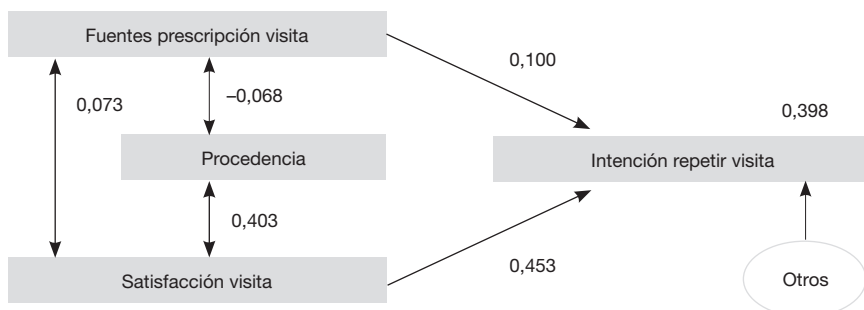 Fuentes prescripción visita
0,100
0,073
–0,068
0,398
Procedencia
Intención repetir visita
0,403
0,453
Satisfacción visita
Otros